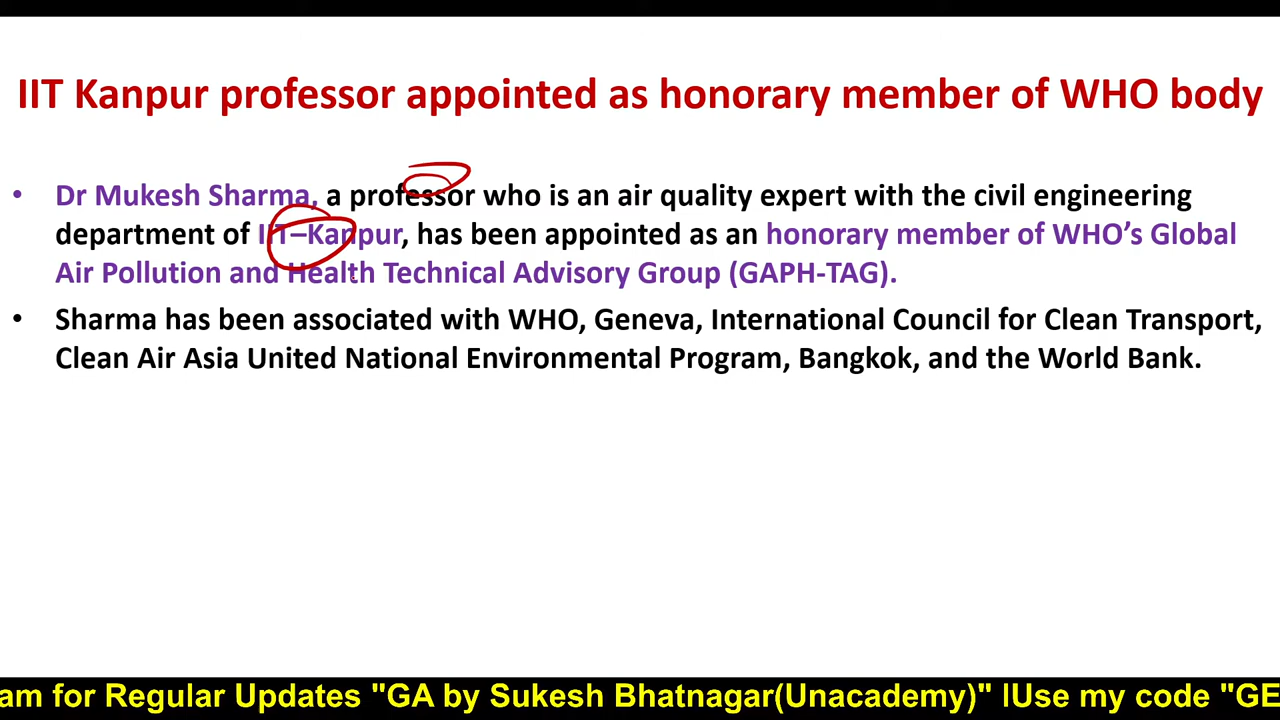 IIT Kanpur professor appointed as honorary member of WHO body
• Dr Mukesh Sharma, a professor who is an air quality expert with the civil engineering
department of IIT–Kanpur, has been appointed as an honorary member of WHO’s Global
Air Pollution and Health Technical Advisory Group (GAPH-TAG).
• Sharma has been associated with WHO, Geneva, International Council for Clean Transport,
Clean Air Asia United National Environmental Program, Bangkok, and the World Bank.
am for Regular Updates "GA by Sukesh Bhatnagar(Unacademy)" lUse my code "GE